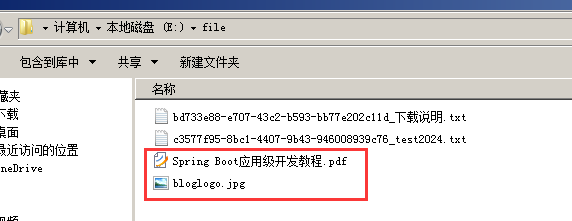 计算机 ▸ 本地磁盘 (E:) ▸ file
包含到库中 共享 新建文件夹
名称
藏夹
下载
桌面
最近访问的位置
neDrive
bd733e88-e707-43c2-b593-bb77e202c11d_下载说明.txt
c3577f95-8bc1-4407-9b43-946008939c76_test2024.txt
Spring Boot应用级开发教程.pdf
bloglogo.jpg